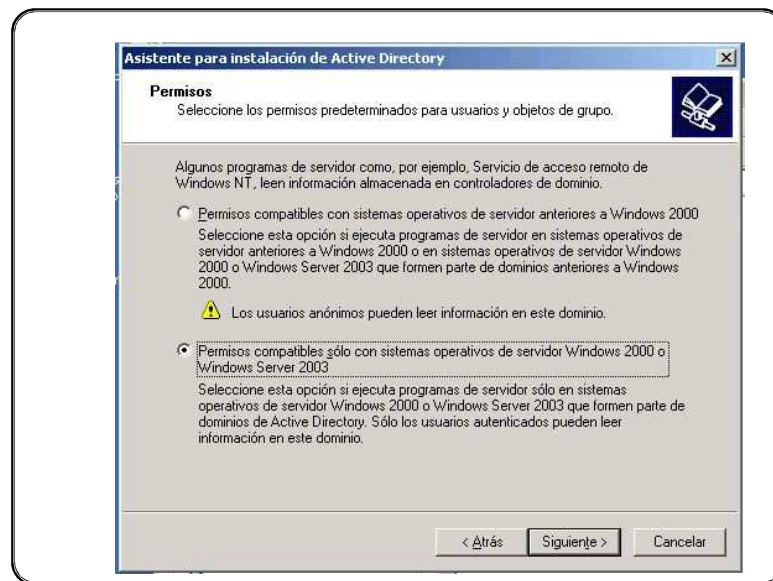 Asistente para instalación de Active Directory
Permisos
Seleccione los permisos predeterminados para usuarios y objetos de grupo.
Algunos programas de servidor como, por ejemplo, Servicio de acceso remoto de
Windows NT, leen información almacenada en controladores de dominio.
Permisos compatibles con sistemas operativos de servidor anteriores a Windows 2000
Seleccione esta opción si ejecuta programas de servidor en sistemas operativos de
servidor anteriores a Windows 2000 o en sistemas operativos de servidor Windows
2000 o Windows Server 2003 que formen parte de dominios anteriores a Windows
2000.
Los usuarios anónimos pueden leer información en este dominio.
Permisos compatibles sólo con sistemas operativos de servidor Windows 2000 o
Windows Server 2003
Seleccione esta opción si ejecuta programas de servidor sólo en sistemas
operativos de servidor Windows 2000 o Windows Server 2003 que formen parte de
dominios de Active Directory. Sólo los usuarios autenticados pueden leer
información en este dominio.
< Atrás Siguiente > Cancelar